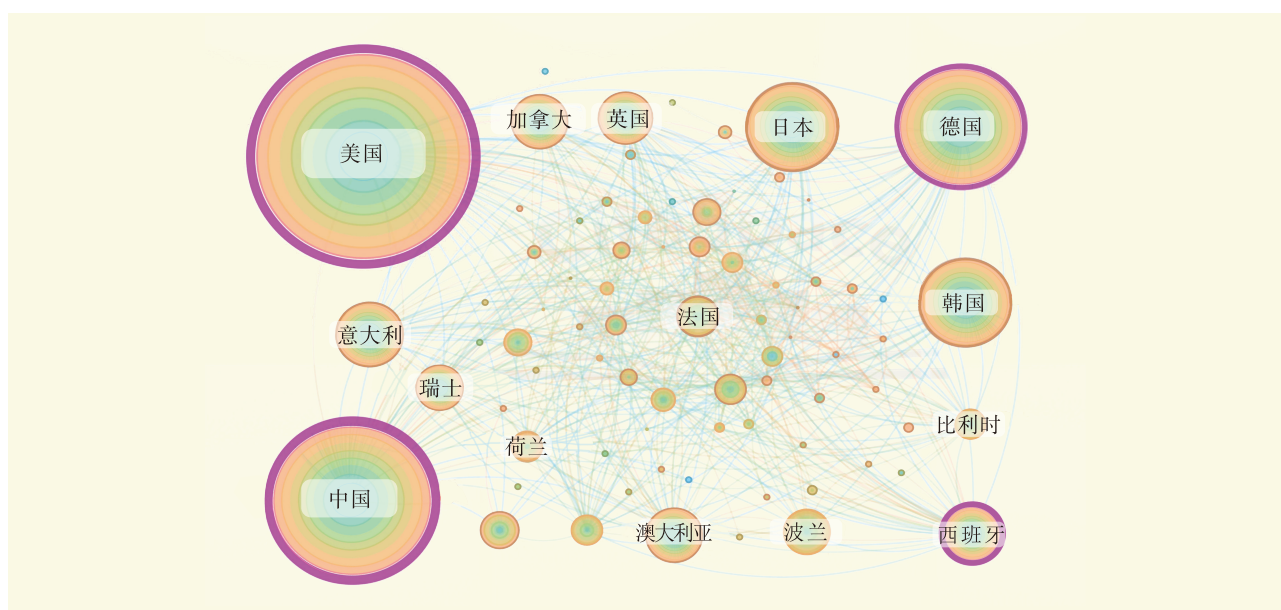 加拿大
英国
日本
德国
美国
韩国
法国
意大利
瑞士
比利时
荷兰
中国
澳大利亚
波兰
西班牙